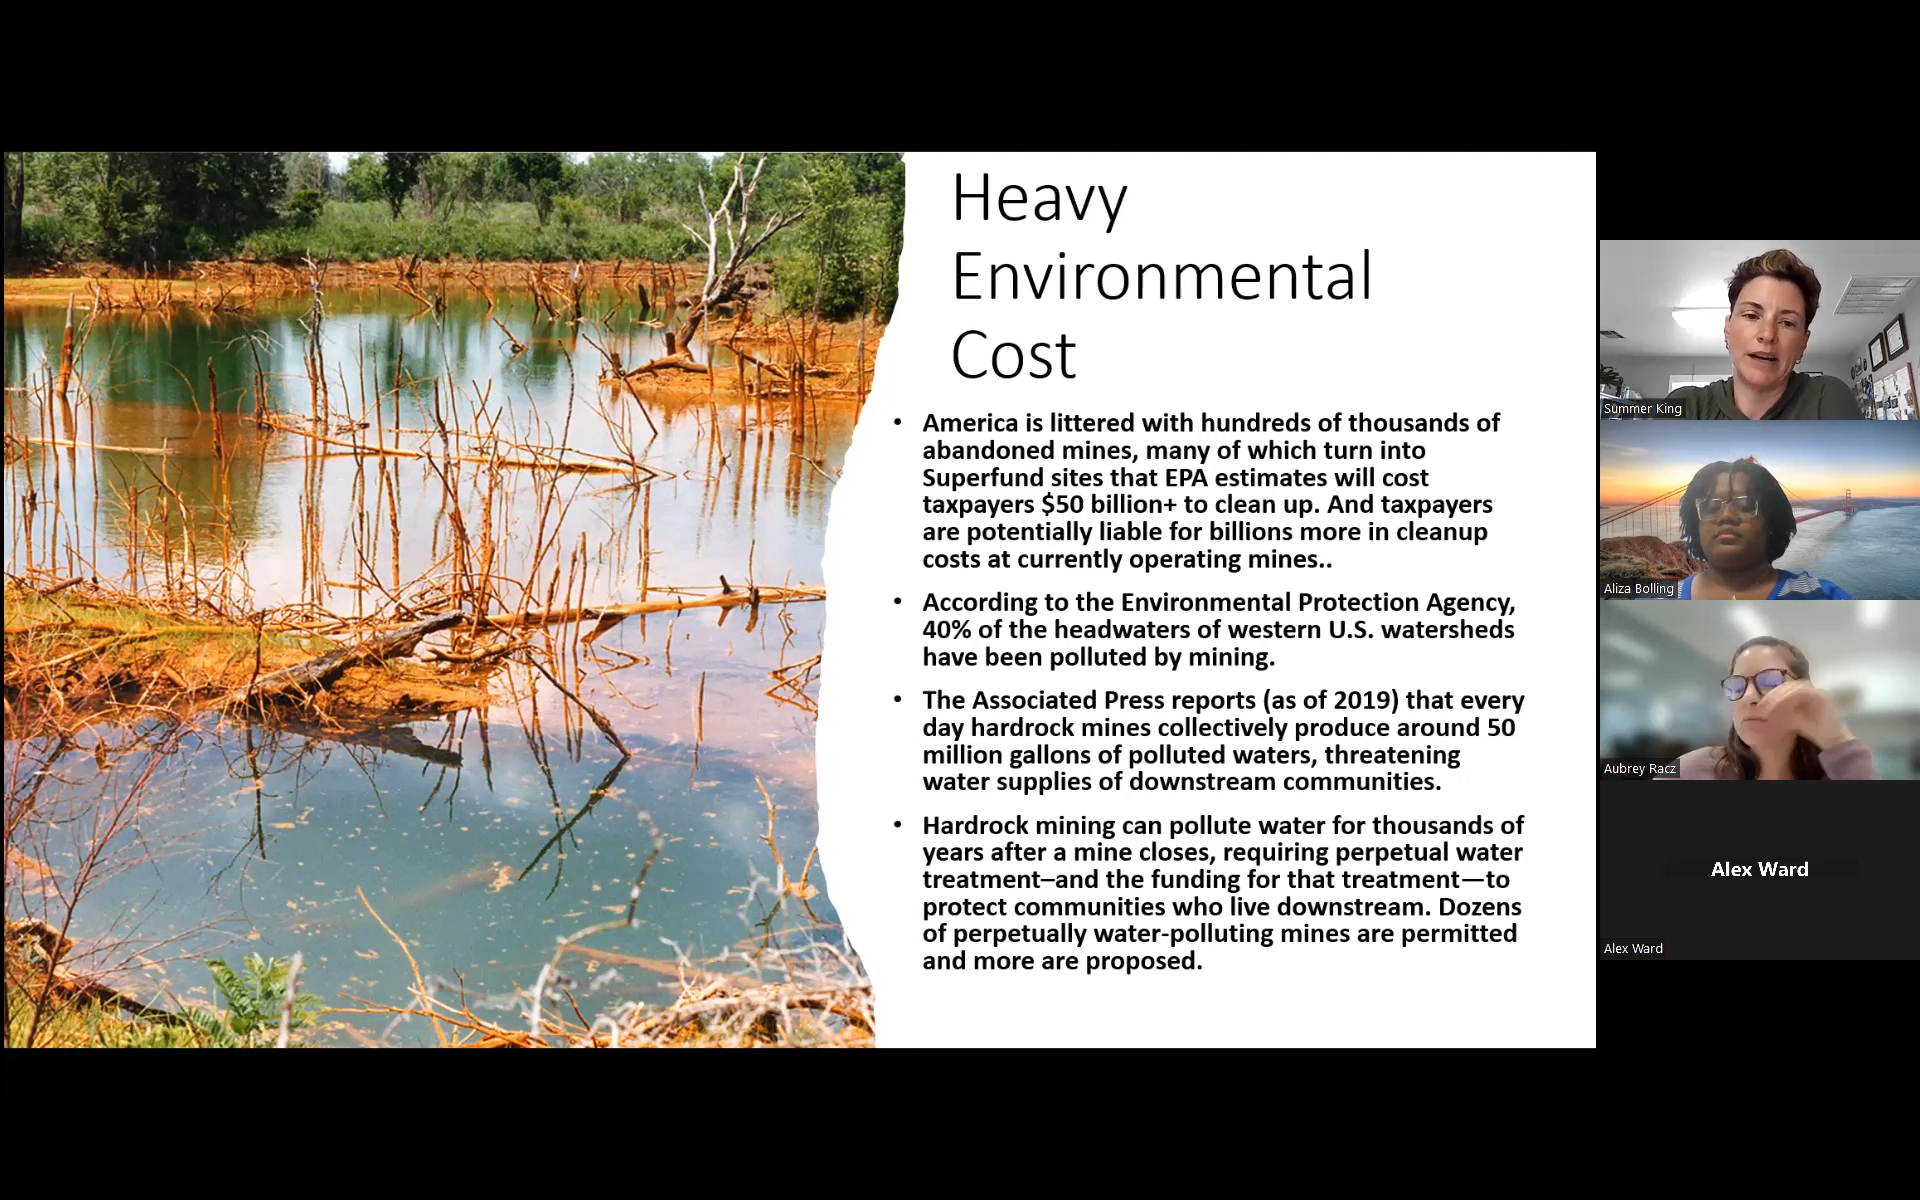 Heavy
Environmental
Cost
• America is littered with hundreds of thousands of
abandoned mines, many of which turn into
Superfund sites that EPA estimates will cost
taxpayers $50 billion+ to clean up. And taxpayers
are potentially liable for billions more in cleanup
costs at currently operating mines..
• According to the Environmental Protection Agency,
40% of the headwaters of western U.S. watersheds
have been polluted by mining.
• The Associated Press reports (as of 2019) that every
day hardrock mines collectively produce around 50
million gallons of polluted waters, threatening
water supplies of downstream communities.
• Hardrock mining can pollute water for thousands of
years after a mine closes, requiring perpetual water
treatment–and the funding for that treatment—to
protect communities who live downstream. Dozens
of perpetually water-polluting mines are permitted
and more are proposed.
Summer King
Aliza Bolling
Aubrey Racz
Alex Ward
Alex Ward